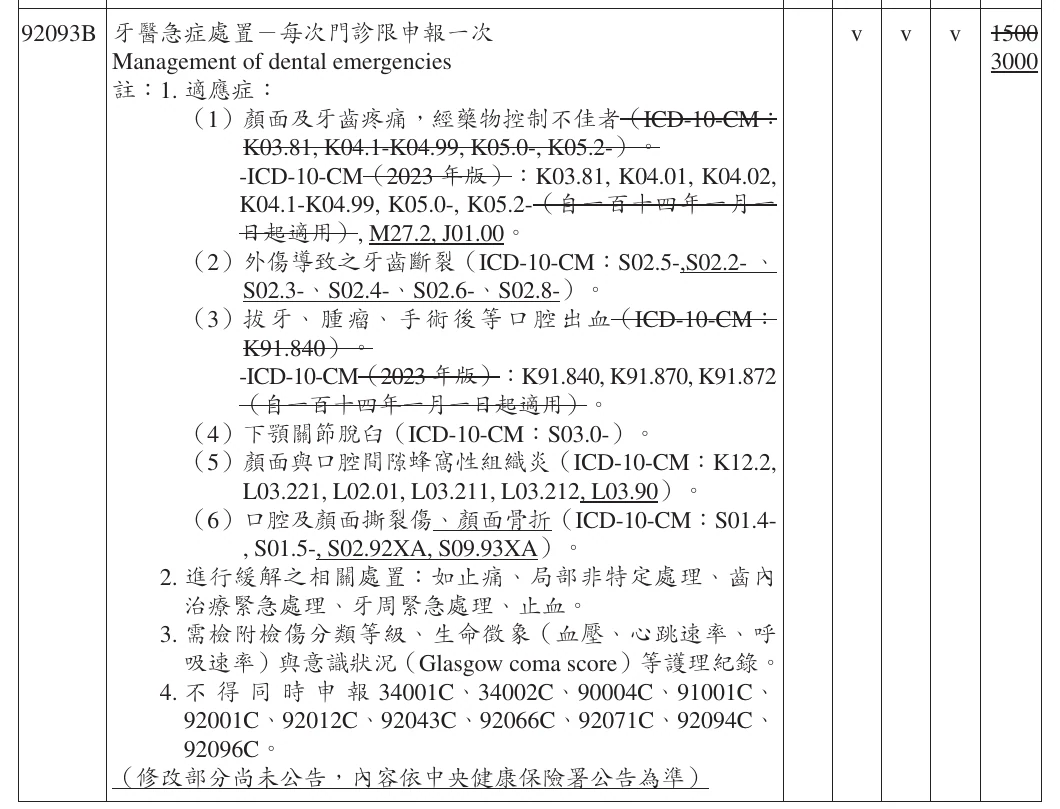 92093B 牙醫急症處置－每次門診限申報一次 v v v 1500
Management of dental emergencies 3000
註：1. 適應症：
（1）顏面及牙齒疼痛，經藥物控制不佳者（ICD-10-CM：
K03.81, K04.1-K04.99, K05.0-, K05.2-）。
-ICD-10-CM（2023 年版）：K03.81, K04.01, K04.02,
K04.1-K04.99, K05.0-, K05.2-（自一百十四年一月一
日起適用）, M27.2, J01.00。
（2）外傷導致之牙齒斷裂（ICD-10-CM：S02.5-,S02.2- 、
S02.3-、S02.4-、S02.6-、S02.8-）。
（3）拔牙、腫瘤、手術後等口腔出血（ICD-10-CM：
K91.840）。
-ICD-10-CM（2023 年版）：K91.840, K91.870, K91.872
（自一百十四年一月一日起適用）。
（4）下顎關節脫臼（ICD-10-CM：S03.0-）。
（5）顏面與口腔間隙蜂窩性組織炎（ICD-10-CM：K12.2,
L03.221, L02.01, L03.211, L03.212, L03.90）。
（6）口腔及顏面撕裂傷、顏面骨折（ICD-10-CM：S01.4-
, S01.5-, S02.92XA, S09.93XA）。
2. 進行緩解之相關處置：如止痛、局部非特定處理、齒內
治療緊急處理、牙周緊急處理、止血。
3. 需檢附檢傷分類等級、生命徵象（血壓、心跳速率、呼
吸速率）與意識狀況（Glasgow coma score）等護理紀錄。
4. 不得同時申報 34001C、34002C、90004C、91001C、
92001C、92012C、92043C、92066C、92071C、92094C、
92096C。
（修改部分尚未公告，內容依中央健康保險署公告為準）